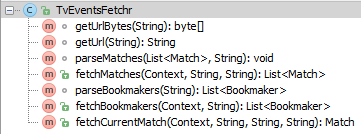 TvEventsFetchr
getUrlBytes(String): byte[]
getUrl(String): String
parseMatches(List<Match>, String): void
fetchMatches(Context, String, String): List<Match>
parseBookmakers(String): List<Bookmaker>
fetchBookmakers(Context, String): List<Bookmaker>
fetchCurrentMatch(Context, String, String, String): Match